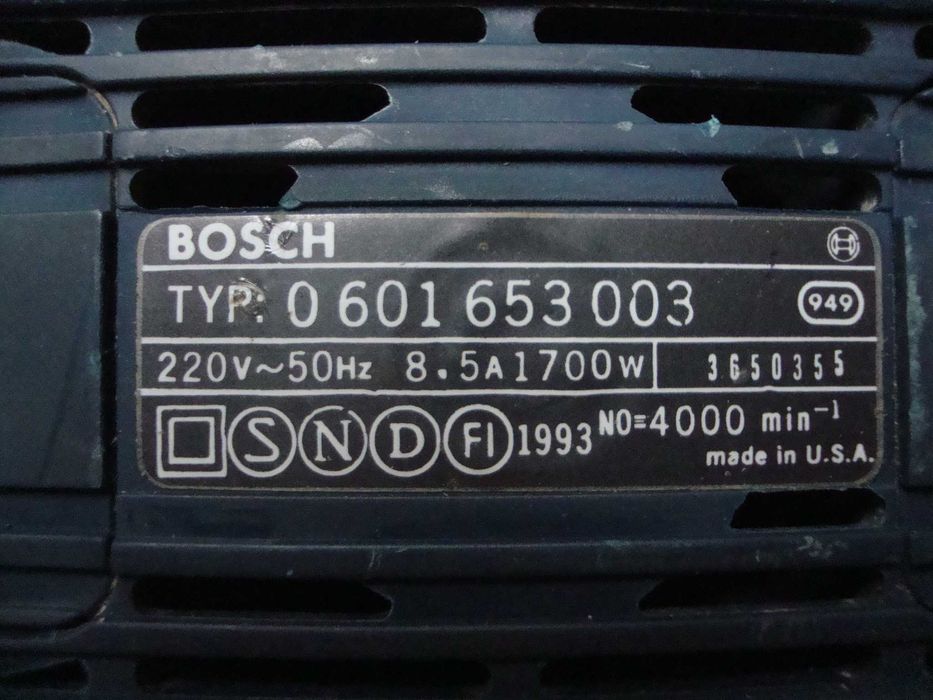 BOSCH
TYP: 0 601 653 003 949
220V~50Hz 8.5A 1700W 3650355
S N D FI 1993 NO=4000 min⁻¹
made in U.S.A.